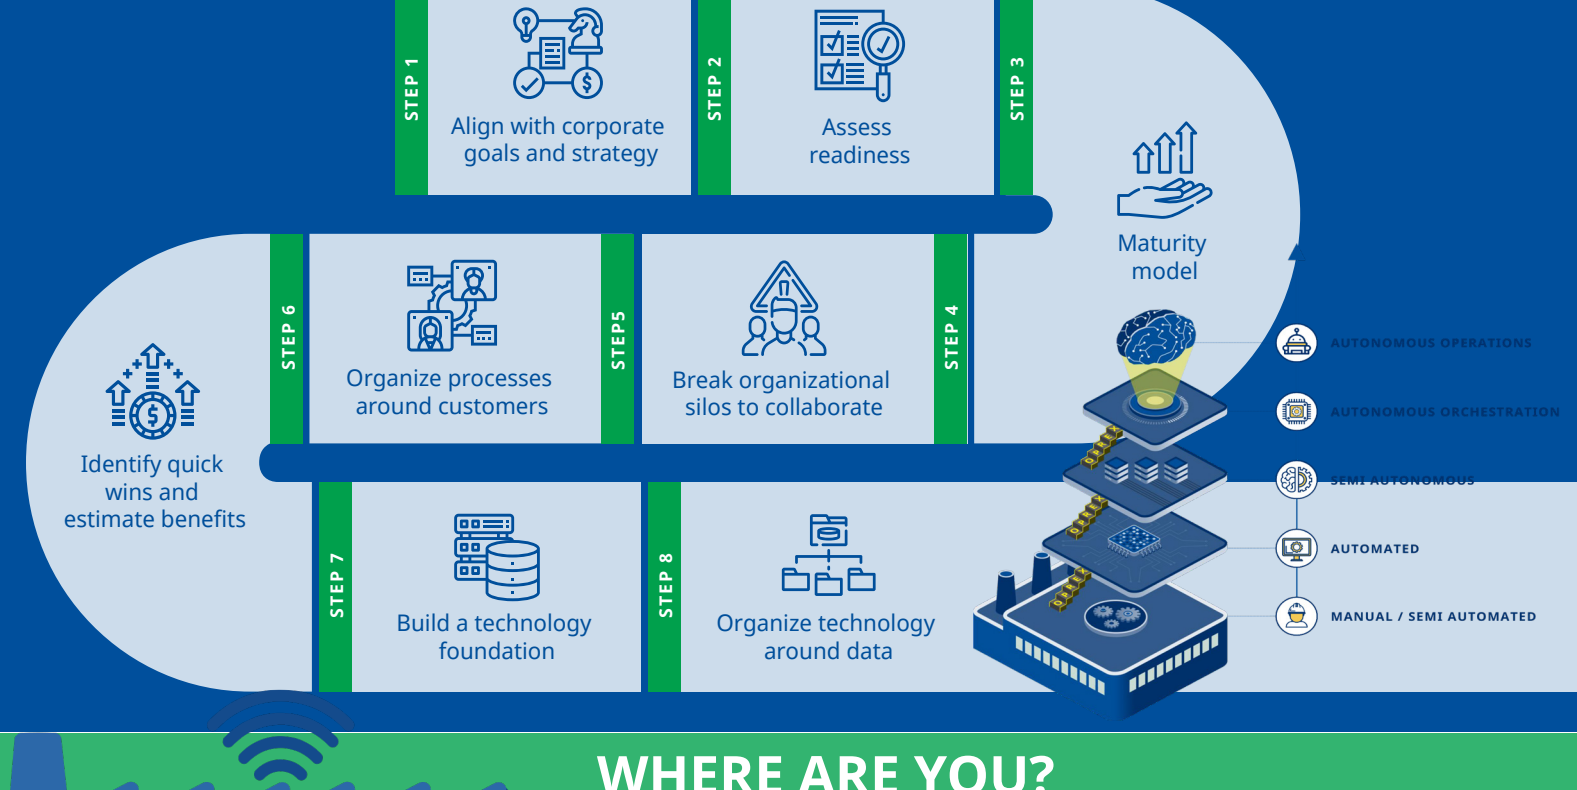 STEP 1
Align with corporate
goals and strategy
STEP 2
Assess
readiness
STEP 3
Maturity
model
STEP 4
Break organizational
silos to collaborate
STEP5
Organize processes
around customers
STEP 6
Identify quick
wins and
estimate benefits
STEP 7
Build a technology
foundation
STEP 8
Organize technology
around data
AUTONOMOUS OPERATIONS
AUTONOMOUS ORCHESTRATION
SEMI AUTONOMOUS
AUTOMATED
MANUAL / SEMI AUTOMATED
OPREX
OPREX
OPREX
WHERE ARE YOU?